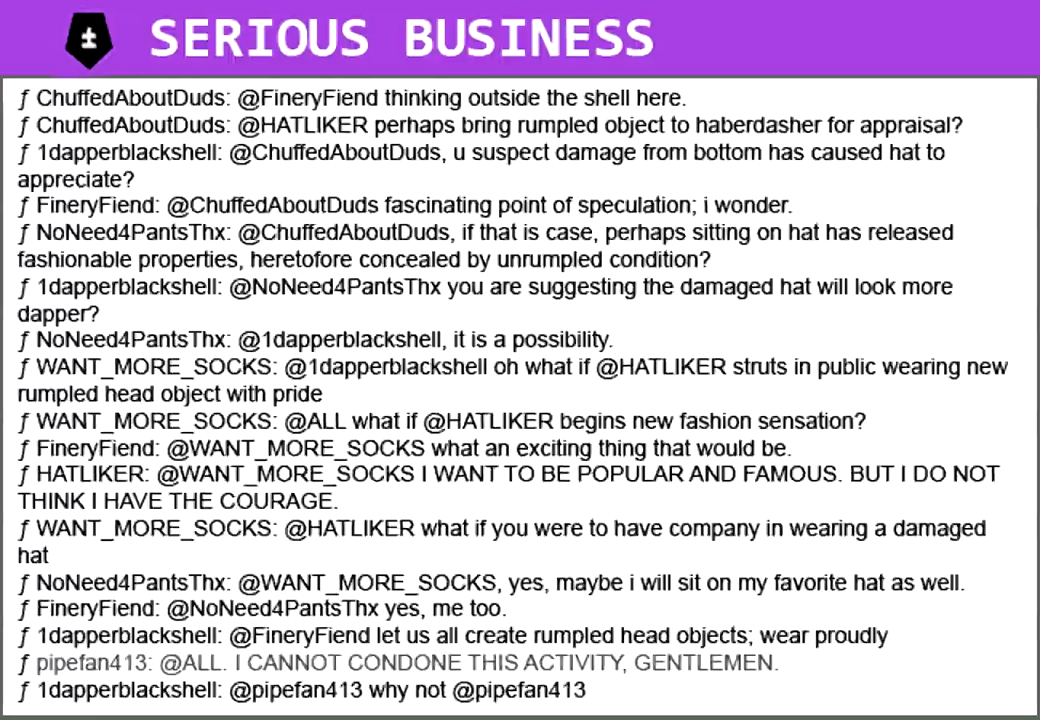 ± SERIOUS BUSINESS
ƒ ChuffedAboutDuds: @FineryFiend thinking outside the shell here.
ƒ ChuffedAboutDuds: @HATLIKER perhaps bring rumpled object to haberdasher for appraisal?
ƒ 1dapperblackshell: @ChuffedAboutDuds, u suspect damage from bottom has caused hat to
appreciate?
ƒ FineryFiend: @ChuffedAboutDuds fascinating point of speculation; i wonder.
ƒ NoNeed4PantsThx: @ChuffedAboutDuds, if that is case, perhaps sitting on hat has released
fashionable properties, heretofore concealed by unrumpled condition?
ƒ 1dapperblackshell: @NoNeed4PantsThx you are suggesting the damaged hat will look more
dapper?
ƒ NoNeed4PantsThx: @1dapperblackshell, it is a possibility.
ƒ WANT_MORE_SOCKS: @1dapperblackshell oh what if @HATLIKER struts in public wearing new
rumpled head object with pride
ƒ WANT_MORE_SOCKS: @ALL what if @HATLIKER begins new fashion sensation?
ƒ FineryFiend: @WANT_MORE_SOCKS what an exciting thing that would be.
ƒ HATLIKER: @WANT_MORE_SOCKS I WANT TO BE POPULAR AND FAMOUS. BUT I DO NOT
THINK I HAVE THE COURAGE.
ƒ WANT_MORE_SOCKS: @HATLIKER what if you were to have company in wearing a damaged
hat
ƒ NoNeed4PantsThx: @WANT_MORE_SOCKS, yes, maybe i will sit on my favorite hat as well.
ƒ FineryFiend: @NoNeed4PantsThx yes, me too.
ƒ 1dapperblackshell: @FineryFiend let us all create rumpled head objects; wear proudly
ƒ pipefan413: @ALL. I CANNOT CONDONE THIS ACTIVITY, GENTLEMEN.
ƒ 1dapperblackshell: @pipefan413 why not @pipefan413